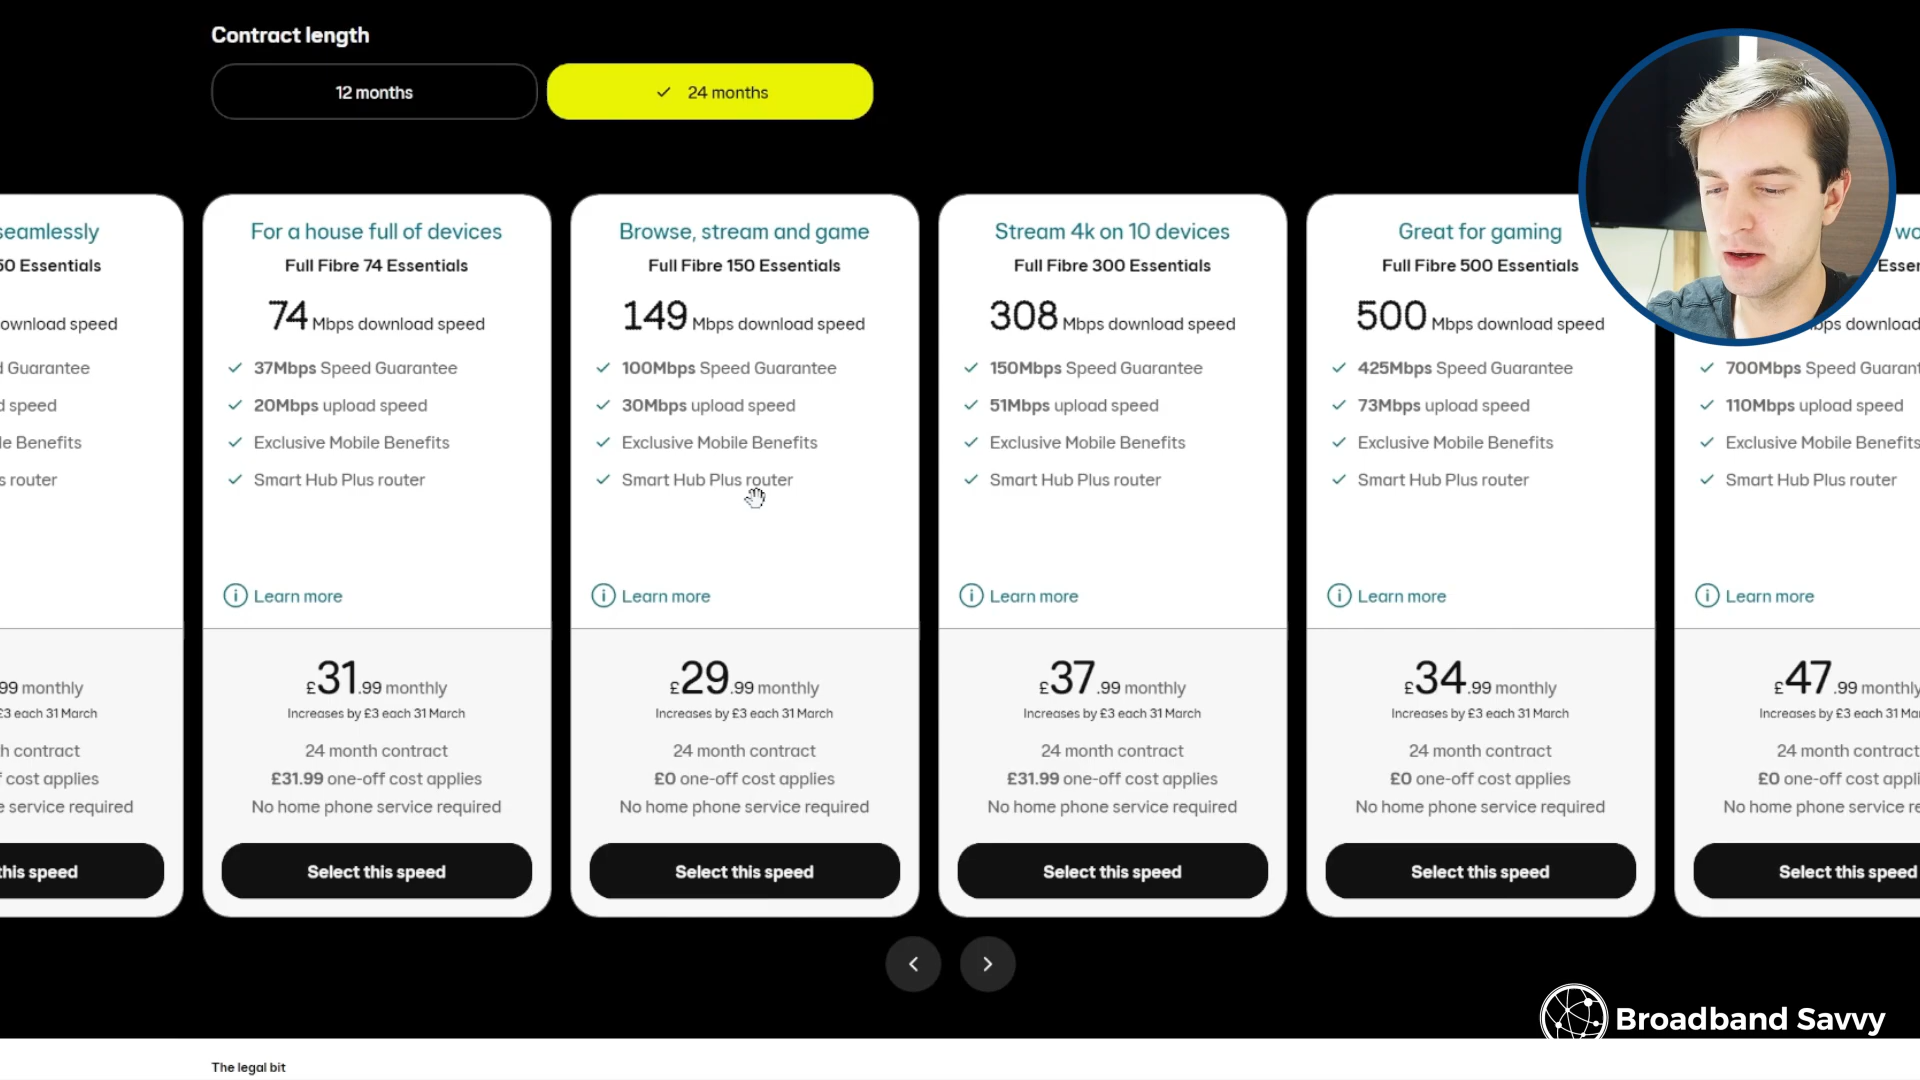 Contract length
12 months
24 months
seamlessly
50 Essentials
ownload speed
d Guarantee
d speed
le Benefits
s router
.99 monthly
£3 each 31 March
h contract
f cost applies
e service required
this speed
For a house full of devices
Full Fibre 74 Essentials
74 Mbps download speed
37Mbps Speed Guarantee
20Mbps upload speed
Exclusive Mobile Benefits
Smart Hub Plus router
Learn more
£31.99 monthly
Increases by £3 each 31 March
24 month contract
£31.99 one-off cost applies
No home phone service required
Select this speed
Browse, stream and game
Full Fibre 150 Essentials
149 Mbps download speed
100Mbps Speed Guarantee
30Mbps upload speed
Exclusive Mobile Benefits
Smart Hub Plus router
Learn more
£29.99 monthly
Increases by £3 each 31 March
24 month contract
£0 one-off cost applies
No home phone service required
Select this speed
Stream 4k on 10 devices
Full Fibre 300 Essentials
308 Mbps download speed
150Mbps Speed Guarantee
51Mbps upload speed
Exclusive Mobile Benefits
Smart Hub Plus router
Learn more
£37.99 monthly
Increases by £3 each 31 March
24 month contract
£31.99 one-off cost applies
No home phone service required
Select this speed
Great for gaming
Full Fibre 500 Essentials
500 Mbps download speed
425Mbps Speed Guarantee
73Mbps upload speed
Exclusive Mobile Benefits
Smart Hub Plus router
Learn more
£34.99 monthly
Increases by £3 each 31 March
24 month contract
£0 one-off cost applies
No home phone service required
Select this speed
wo
Esser
bps download
700Mbps Speed Guarant
110Mbps upload speed
Exclusive Mobile Benefits
Smart Hub Plus router
Learn more
£47.99 monthly
Increases by £3 each 31 Mar
24 month contract
£0 one-off cost appli
No home phone service re
Select this speed
Broadband Savvy
The legal bit